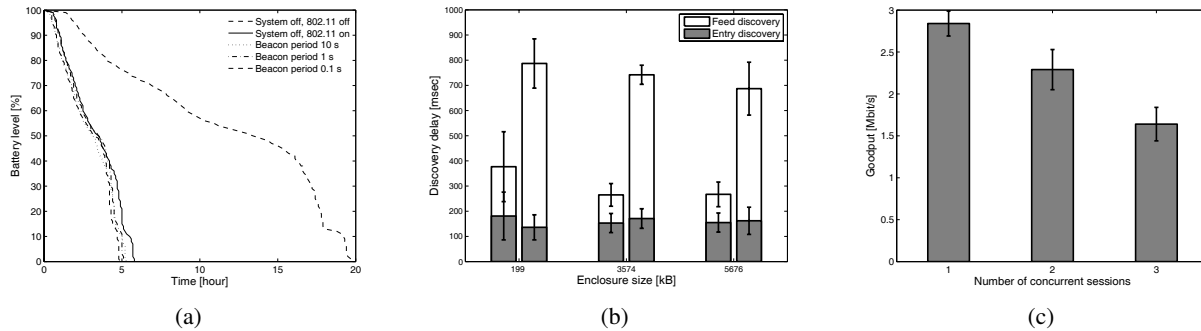 100
90
80
70
60
50
40
30
20
10
0
Battery level [%]
0 5 10 15 20
Time [hour]
System off, 802.11 off
System off, 802.11 on
Beacon period 10 s
Beacon period 1 s
Beacon period 0.1 s
(a)
1000
900
800
700
600
500
400
300
200
100
0
Discovery delay [msec]
199 3574 5676
Enclosure size [kB]
Feed discovery
Entry discovery
(b)
3
2.5
2
1.5
1
0.5
0
Goodput [Mbit/s]
1 2 3
Number of concurrent sessions
(c)